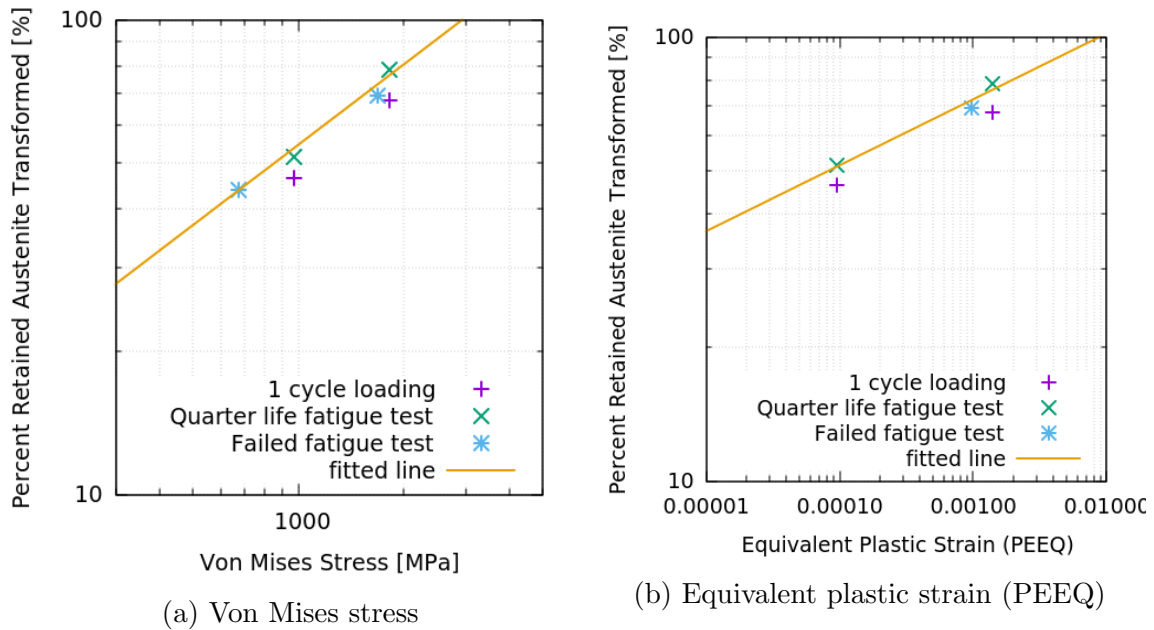 Percent Retained Austenite Transformed [%]
100
10
1 cycle loading
Quarter life fatigue test
Failed fatigue test
fitted line
1000
Von Mises Stress [MPa]
(a) Von Mises stress
Percent Retained Austenite Transformed [%]
100
10
1 cycle loading
Quarter life fatigue test
Failed fatigue test
fitted line
0.00001 0.00010 0.00100 0.01000
Equivalent Plastic Strain (PEEQ)
(b) Equivalent plastic strain (PEEQ)